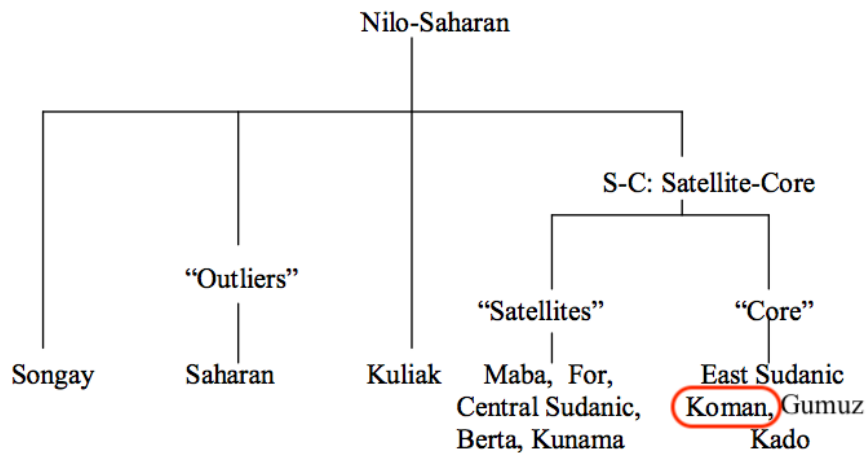 Nilo-Saharan
S-C: Satellite-Core
“Outliers”
“Satellites”
“Core”
Songay
Saharan
Kuliak
Maba, For,
Central Sudanic,
Berta, Kunama
East Sudanic
Koman, Gumuz
Kado